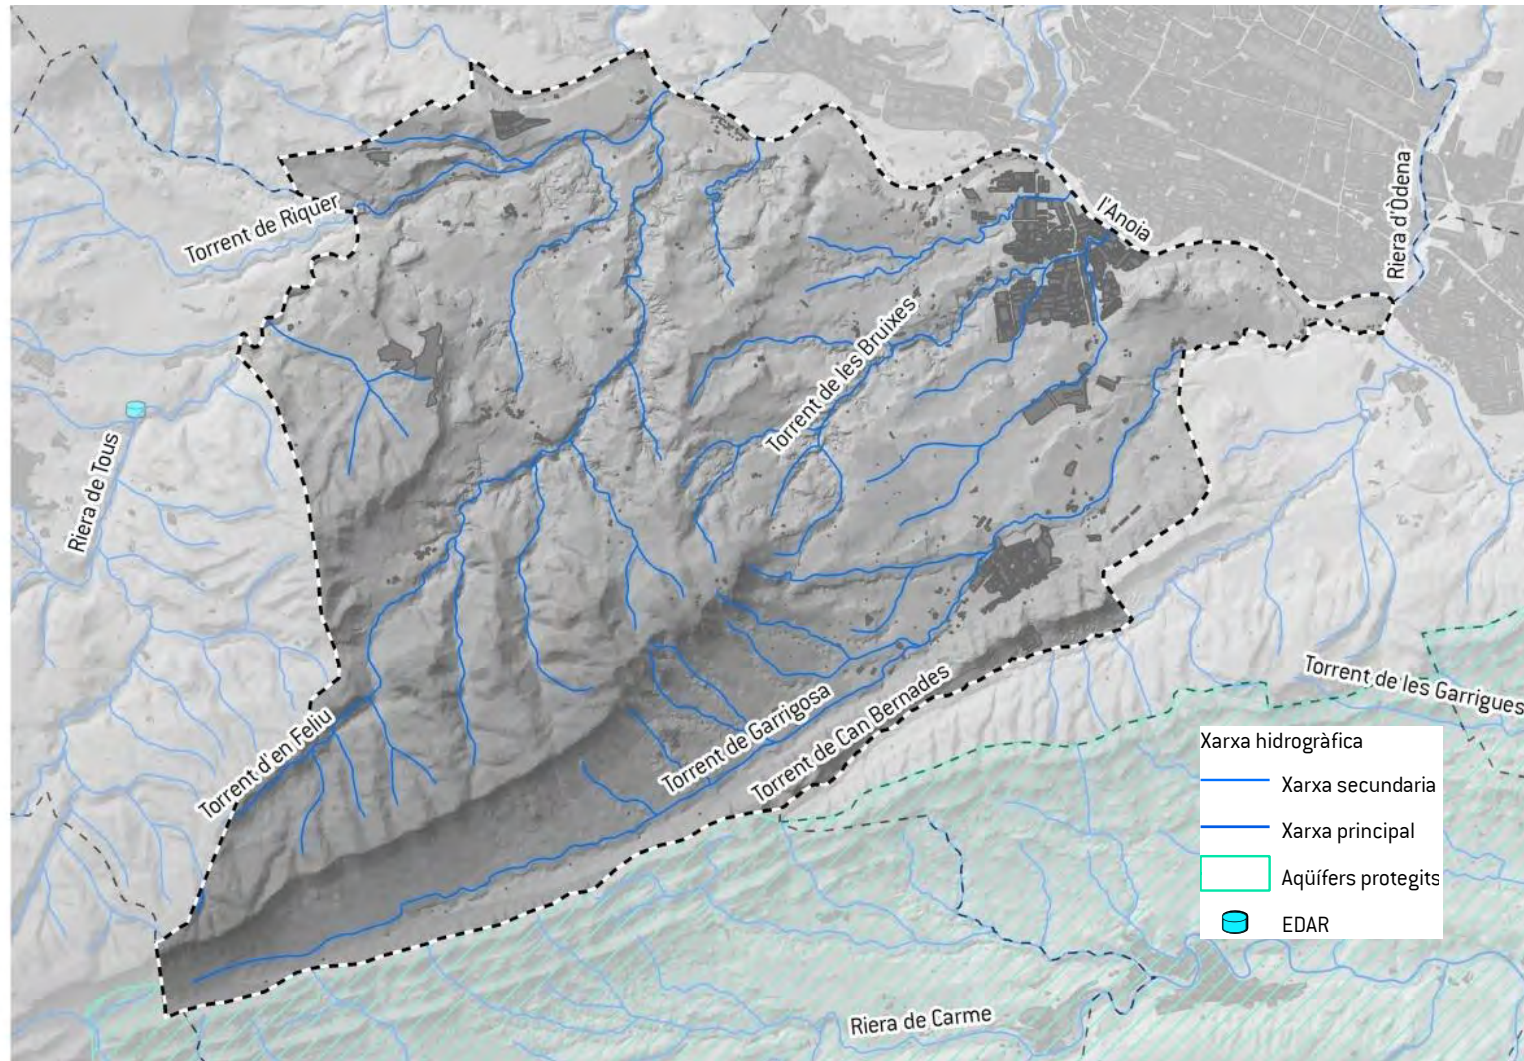 Torrent de Riquer
l'Anoia
Riera d'Òdena
Torrent de les Bruixes
Riera de Tous
Torrent d'en Feliu
Torrent de Garrigosa
Torrent de Can Bernades
Torrent de les Garrigues
Riera de Carme
Xarxa hidrogràfica
Xarxa secundaria
Xarxa principal
Aqüífers protegits
EDAR